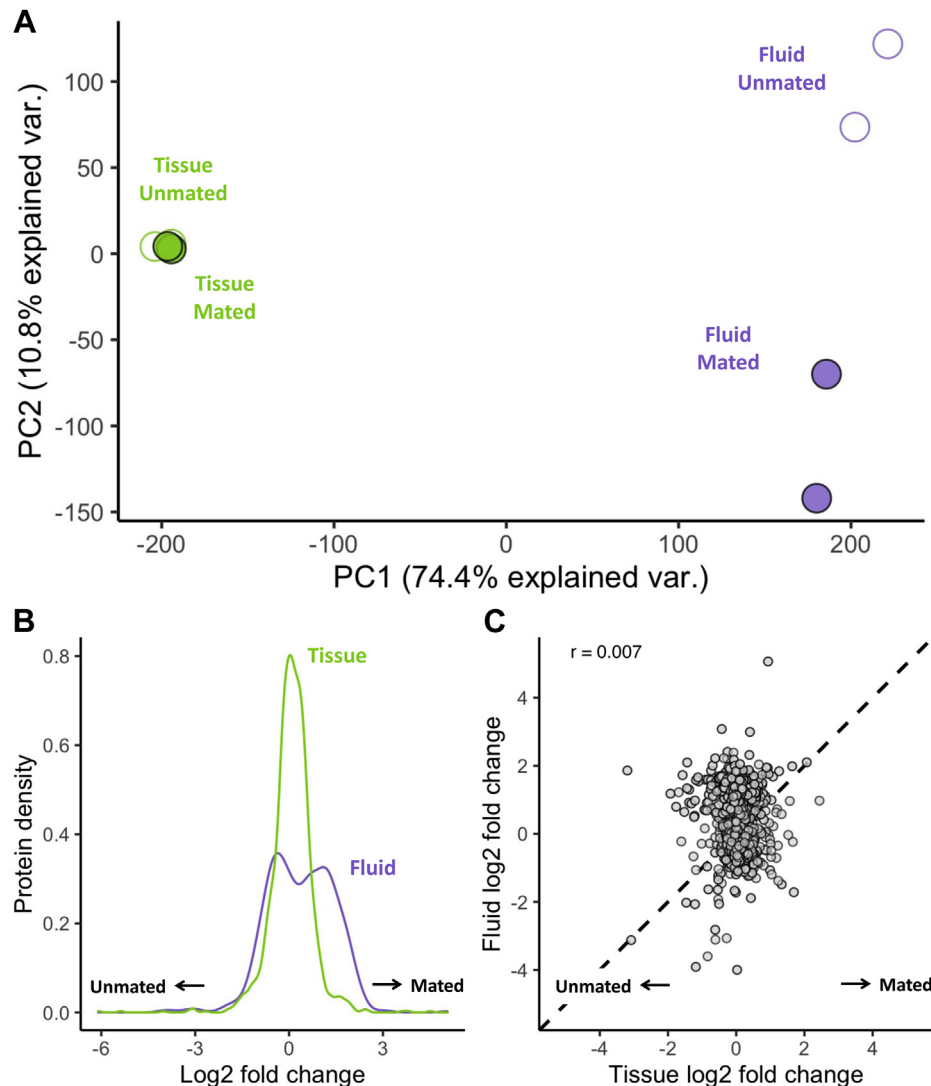 A
PC2 (10.8% explained var.)
100
50
0
-50
-100
-150
Tissue
Unmated
Tissue
Mated
Fluid
Unmated
Fluid
Mated
-200
-100
0
100
200
PC1 (74.4% explained var.)
B
Protein density
0.8
0.6
0.4
0.2
0.0
Tissue
Fluid
Unmated
Mated
-6
-3
0
3
Log2 fold change
C
r = 0.007
Fluid log2 fold change
4
2
0
-2
-4
Unmated
Mated
-4
-2
0
2
4
Tissue log2 fold change